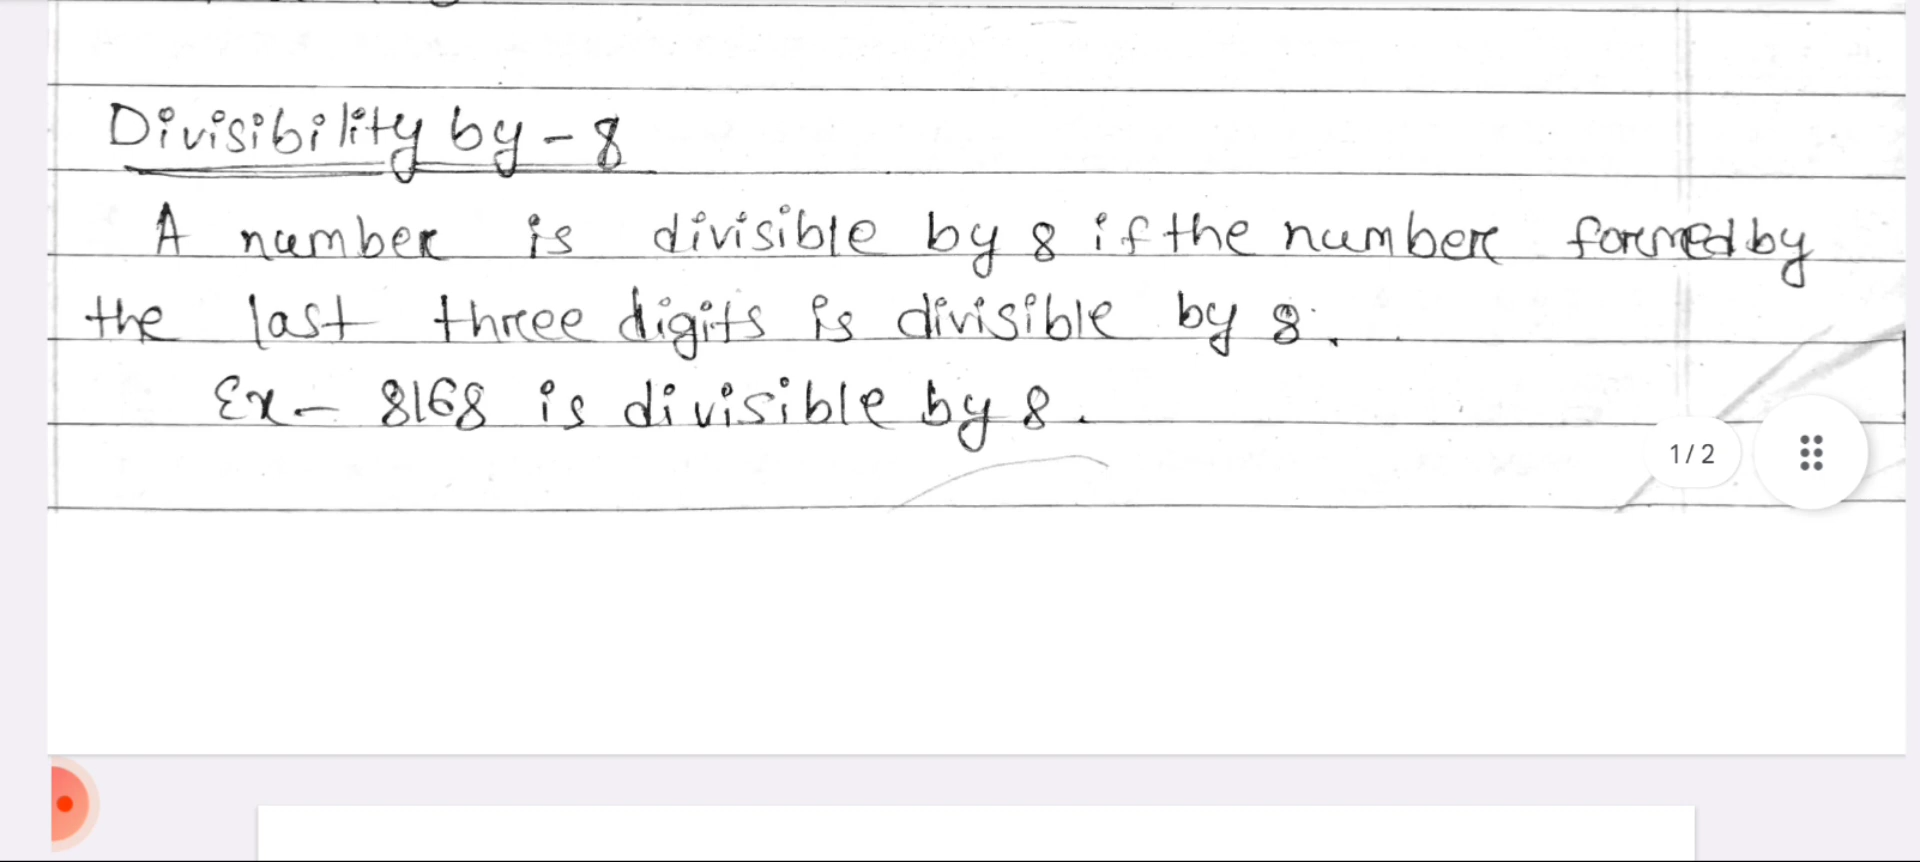 Divisibility by - 8
A number is divisible by 8 if the number formed by
the last three digits is divisible by 8.
Ex - 8168 is divisible by 8.
1/2